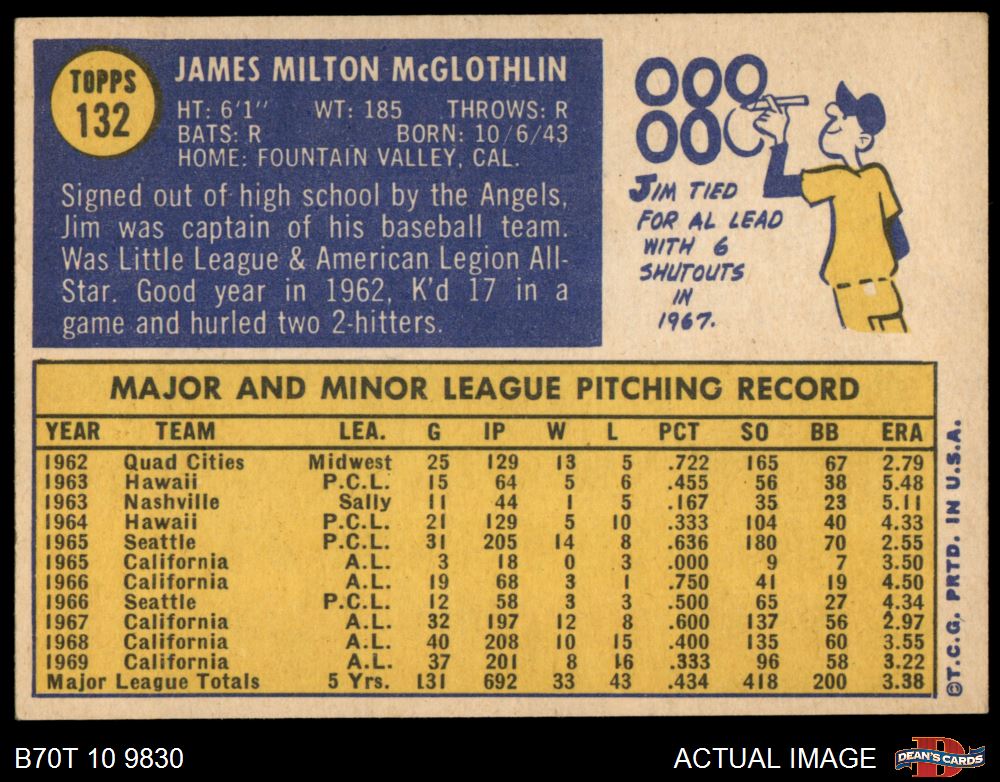 TOPPS
132
JAMES MILTON McGLOTHLIN
HT: 6'1" WT: 185 THROWS: R
BATS: R BORN: 10/6/43
HOME: FOUNTAIN VALLEY, CAL.
Signed out of high school by the Angels,
Jim was captain of his baseball team.
Was Little League & American Legion All-
Star. Good year in 1962, K'd 17 in a
game and hurled two 2-hitters.
JIM TIED
FOR AL LEAD
WITH 6
SHUTOUTS
IN
1967.
MAJOR AND MINOR LEAGUE PITCHING RECORD
YEAR TEAM LEA. G IP W L PCT SO BB ERA
1962 Quad Cities Midwest 25 129 13 5 .722 165 67 2.79
1963 Hawaii P.C.L. 15 64 5 6 .455 56 38 5.48
1963 Nashville Sally 11 44 1 5 .167 35 23 5.11
1964 Hawaii P.C.L. 21 129 5 10 .333 104 40 4.33
1965 Seattle P.C.L. 31 205 14 8 .636 180 70 2.55
1965 California A.L. 3 18 0 3 .000 9 7 3.50
1966 California A.L. 19 68 3 1 .750 41 19 4.50
1966 Seattle P.C.L. 12 58 3 3 .500 65 27 4.34
1967 California A.L. 32 197 12 8 .600 137 56 2.97
1968 California A.L. 40 208 10 15 .400 135 60 3.55
1969 California A.L. 37 201 8 16 .333 96 58 3.22
Major League Totals 5 Yrs. 131 692 33 43 .434 418 200 3.38
©T.C.G. PRTD. IN U.S.A.
B70T 10 9830
ACTUAL IMAGE
DEAN'S CARDS